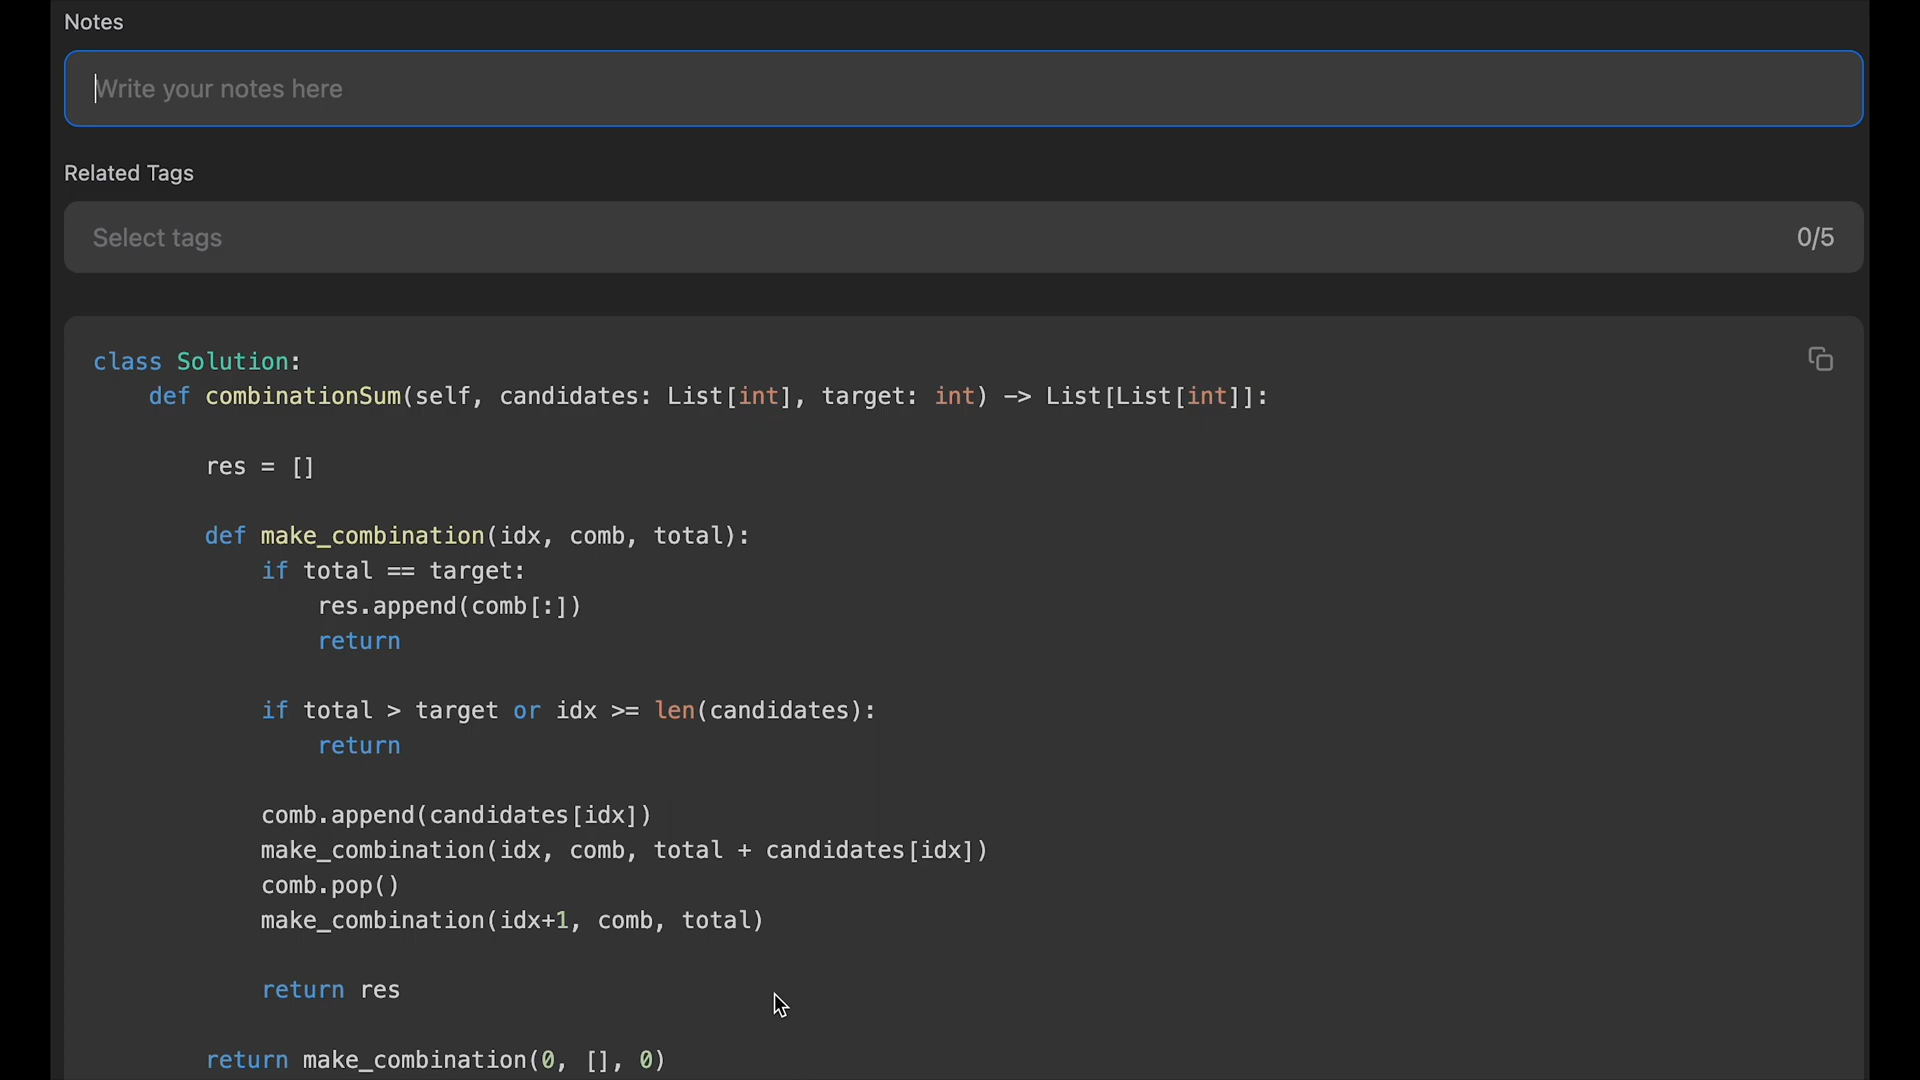 Notes
Write your notes here
Related Tags
Select tags 0/5
class Solution:
    def combinationSum(self, candidates: List[int], target: int) -> List[List[int]]:
        res = []
        def make_combination(idx, comb, total):
            if total == target:
                res.append(comb[:])
                return
            if total > target or idx >= len(candidates):
                return
            comb.append(candidates[idx])
            make_combination(idx, comb, total + candidates[idx])
            comb.pop()
            make_combination(idx+1, comb, total)
            return res
        return make_combination(0, [], 0)